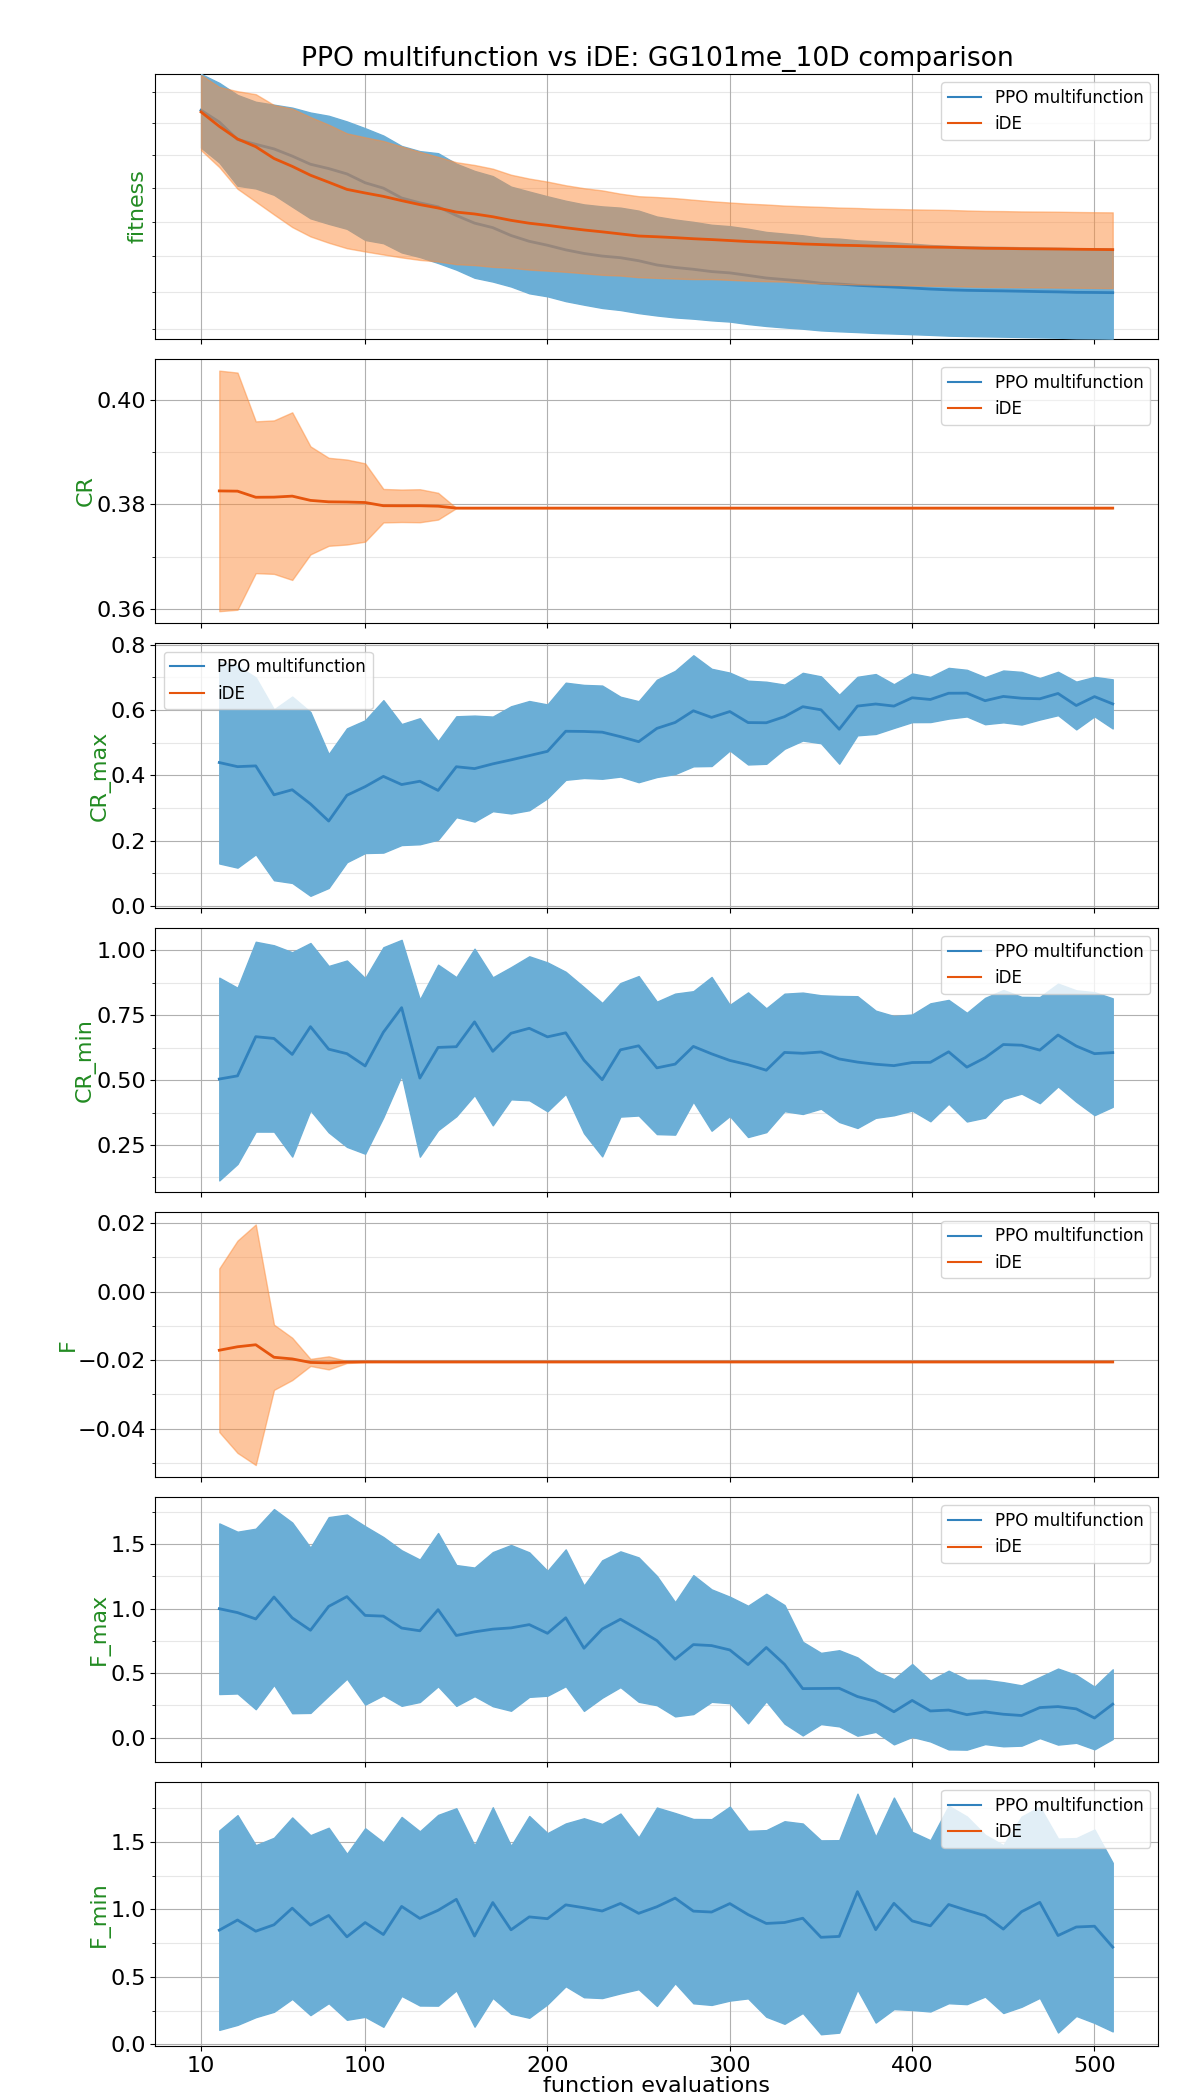 PPO multifunction vs iDE: GG101me_10D comparison
fitness
PPO multifunction
iDE
CR
0.40
0.38
0.36
PPO multifunction
iDE
CR_max
0.8
0.6
0.4
0.2
0.0
PPO multifunction
iDE
CR_min
1.00
0.75
0.50
0.25
PPO multifunction
iDE
F
0.02
0.00
−0.02
−0.04
PPO multifunction
iDE
F_max
1.5
1.0
0.5
0.0
PPO multifunction
iDE
F_min
1.5
1.0
0.5
0.0
PPO multifunction
iDE
10 100 200 300 400 500
function evaluations